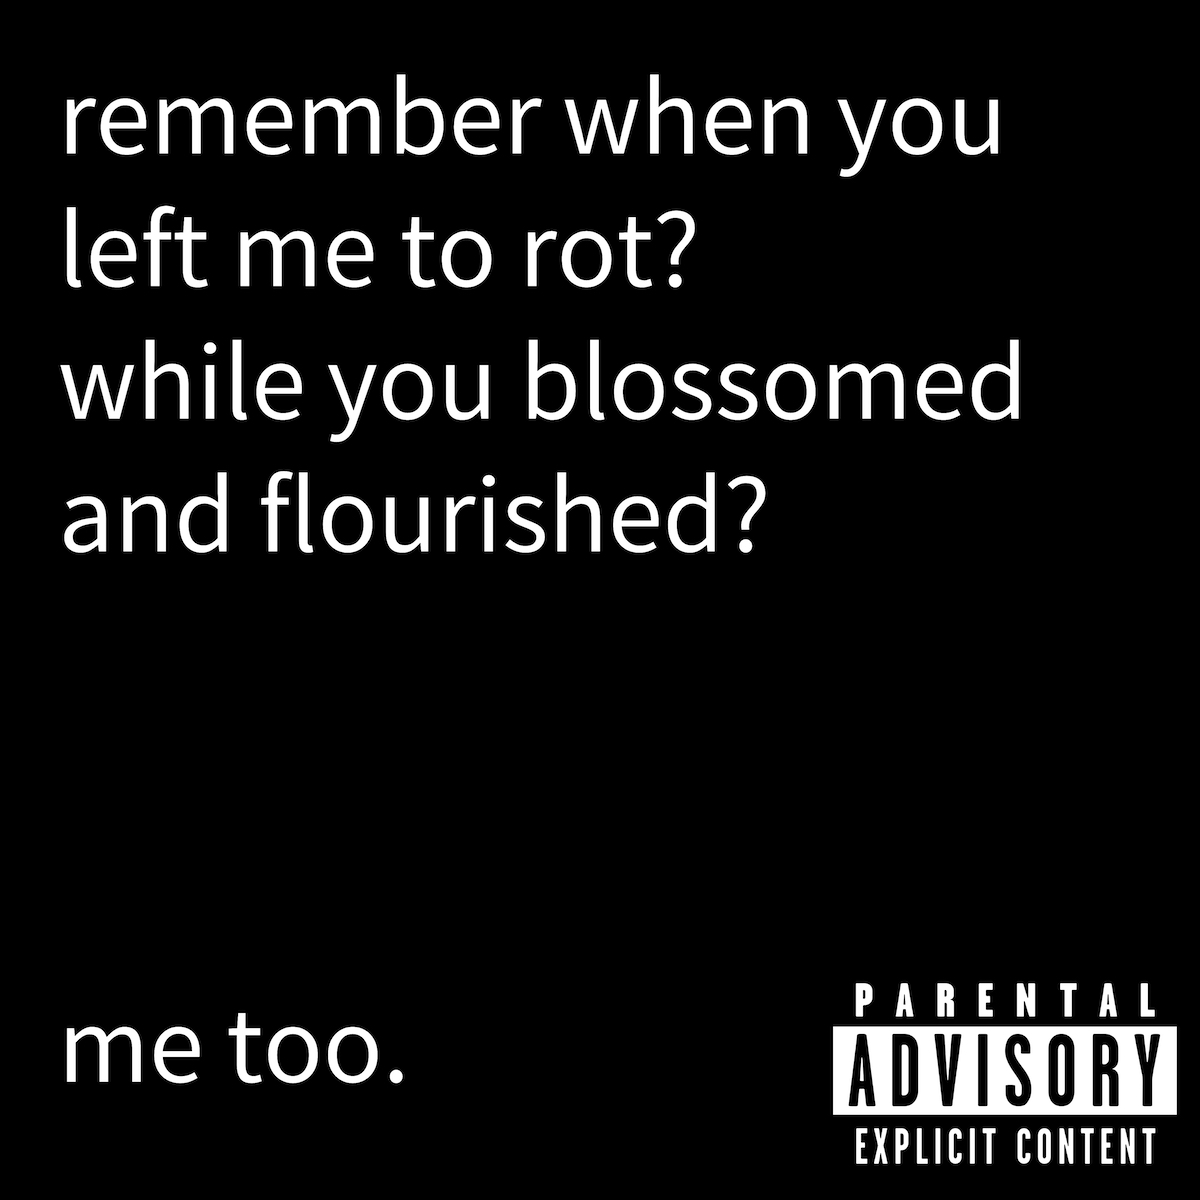 remember when you
left me to rot?
while you blossomed
and flourished?
me too.
PARENTAL
ADVISORY
EXPLICIT CONTENT